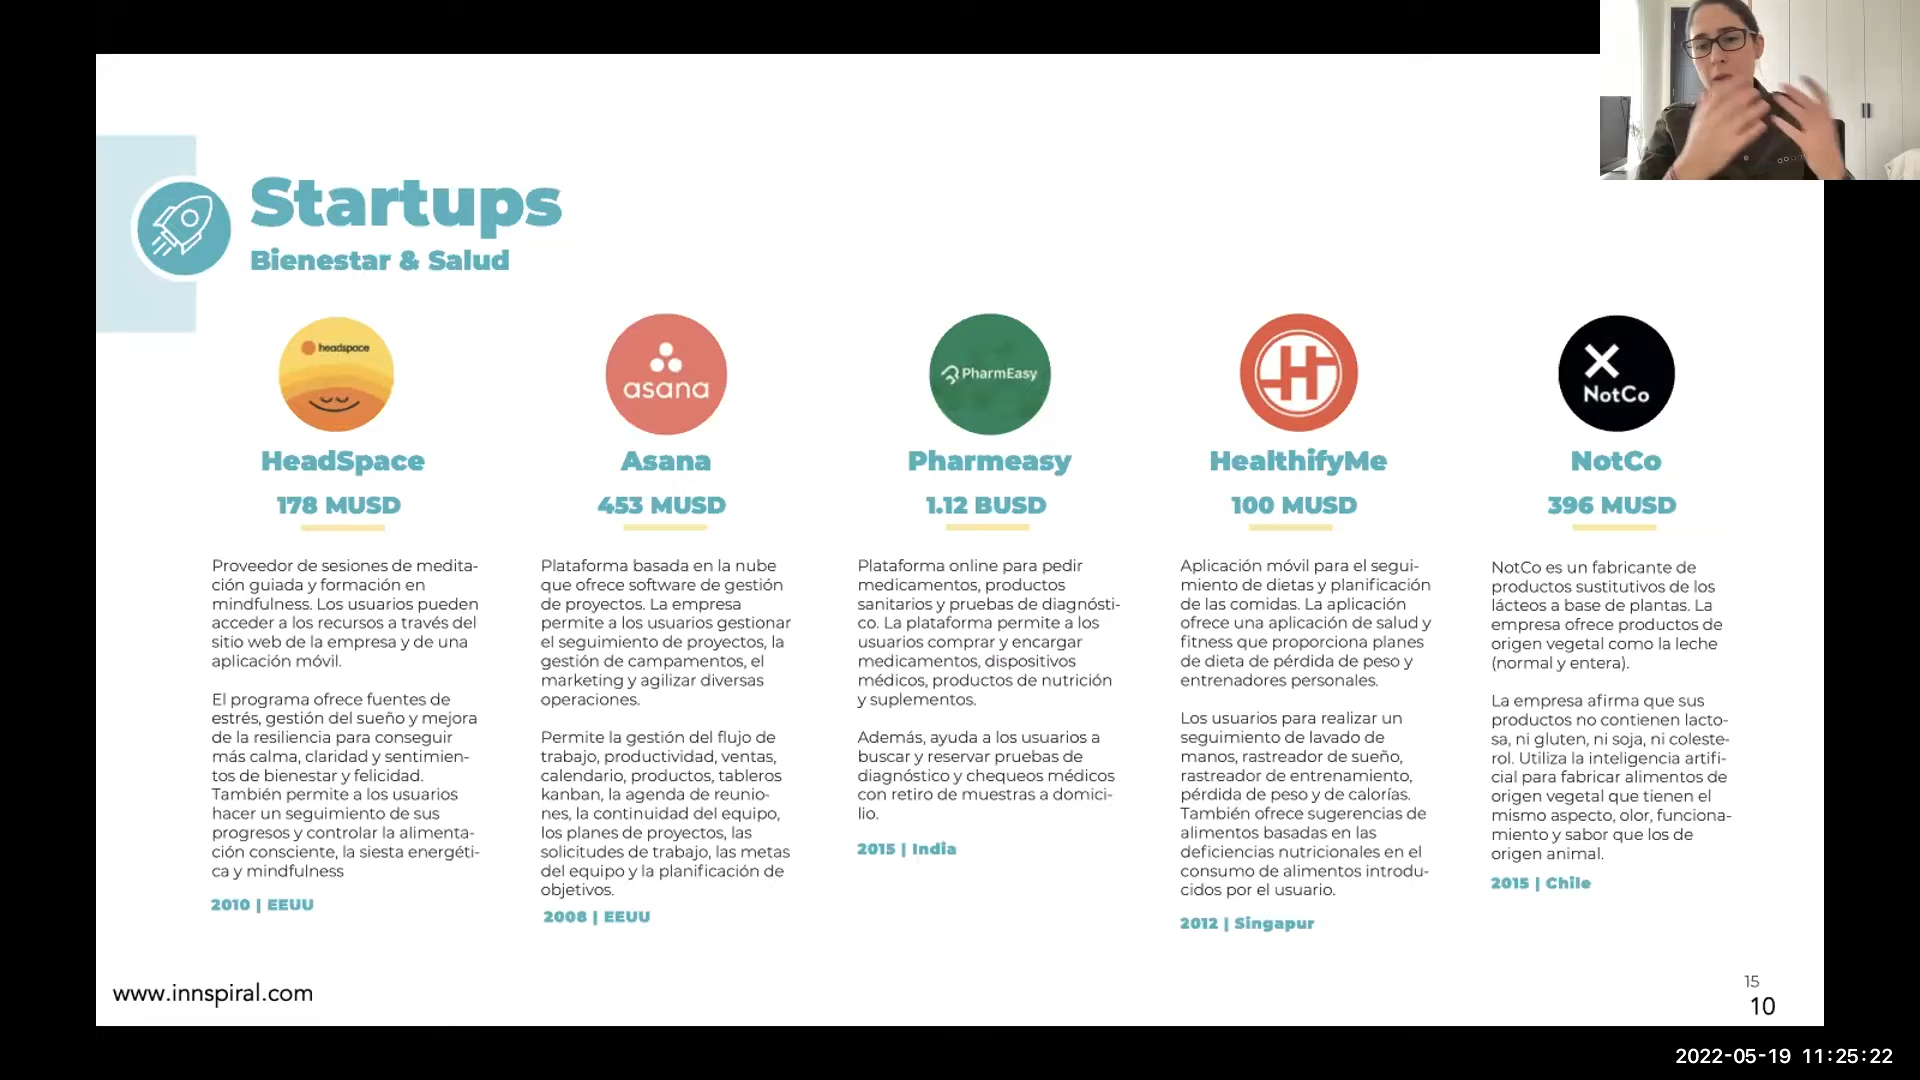 Startups
Bienestar & Salud
headspace
HeadSpace
178 MUSD
Proveedor de sesiones de medita-
ción guiada y formación en
mindfulness. Los usuarios pueden
acceder a los recursos a través del
sitio web de la empresa y de una
aplicación móvil.
El programa ofrece fuentes de
estrés, gestión del sueño y mejora
de la resiliencia para conseguir
más calma, claridad y sentimien-
tos de bienestar y felicidad.
También permite a los usuarios
hacer un seguimiento de sus
progresos y controlar la alimenta-
ción consciente, la siesta energéti-
ca y mindfulness
2010 | EEUU
asana
Asana
453 MUSD
Plataforma basada en la nube
que ofrece software de gestión
de proyectos. La empresa
permite a los usuarios gestionar
el seguimiento de proyectos, la
gestión de campamentos, el
marketing y agilizar diversas
operaciones.
Permite la gestión del flujo de
trabajo, productividad, ventas,
calendario, productos, tableros
kanban, la agenda de reunio-
nes, la continuidad del equipo,
los planes de proyectos, las
solicitudes de trabajo, las metas
del equipo y la planificación de
objetivos.
2008 | EEUU
PharmEasy
Pharmeasy
1.12 BUSD
Plataforma online para pedir
medicamentos, productos
sanitarios y pruebas de diagnósti-
co. La plataforma permite a los
usuarios comprar y encargar
medicamentos, dispositivos
médicos, productos de nutrición
y suplementos.
Además, ayuda a los usuarios a
buscar y reservar pruebas de
diagnóstico y chequeos médicos
con retiro de muestras a domici-
lio.
2015 | India
H
HealthifyMe
100 MUSD
Aplicación móvil para el segui-
miento de dietas y planificación
de las comidas. La aplicación
ofrece una aplicación de salud y
fitness que proporciona planes
de dieta de pérdida de peso y
entrenadores personales.
Los usuarios para realizar un
seguimiento de lavado de
manos, rastreador de sueño,
rastreador de entrenamiento,
pérdida de peso y de calorías.
También ofrece sugerencias de
alimentos basadas en las
deficiencias nutricionales en el
consumo de alimentos introdu-
cidos por el usuario.
2012 | Singapur
NotCo
NotCo
396 MUSD
NotCo es un fabricante de
productos sustitutivos de los
lácteos a base de plantas. La
empresa ofrece productos de
origen vegetal como la leche
(normal y entera).
La empresa afirma que sus
productos no contienen lacto-
sa, ni gluten, ni soja, ni coleste-
rol. Utiliza la inteligencia artifi-
cial para fabricar alimentos de
origen vegetal que tienen el
mismo aspecto, olor, funciona-
miento y sabor que los de
origen animal.
2015 | Chile
www.innspiral.com
15
10
2022-05-19 11:25:22